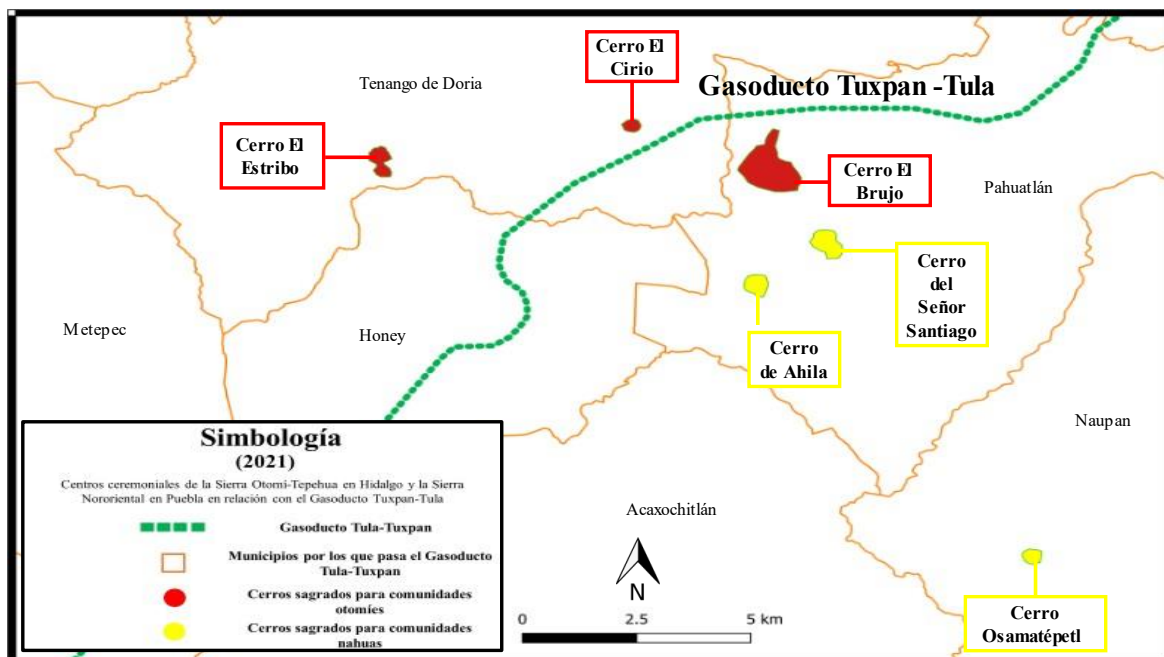 Cerro El
Cirio
Tenango de Doria
Gasoducto Tuxpan -Tula
Cerro El
Estribo
Cerro El
Brujo
Pahuatlán
Cerro
del
Señor
Santiago
Metepec
Honey
Cerro
de Ahila
Naupan
Simbología
(2021)
Centros ceremoniales de la Sierra Otomí-Tepehua en Hidalgo y la Sierra
Nororiental en Puebla en relación con el Gasoducto Tuxpan-Tula
Gasoducto Tula-Tuxpan
Municipios por los que pasa el Gasoducto
Tula-Tuxpan
Cerros sagrados para comunidades
otomíes
Cerros sagrados para comunidades
nahuas
Acaxochitlán
N
0 2.5 5 km
Cerro
Osamatépetl